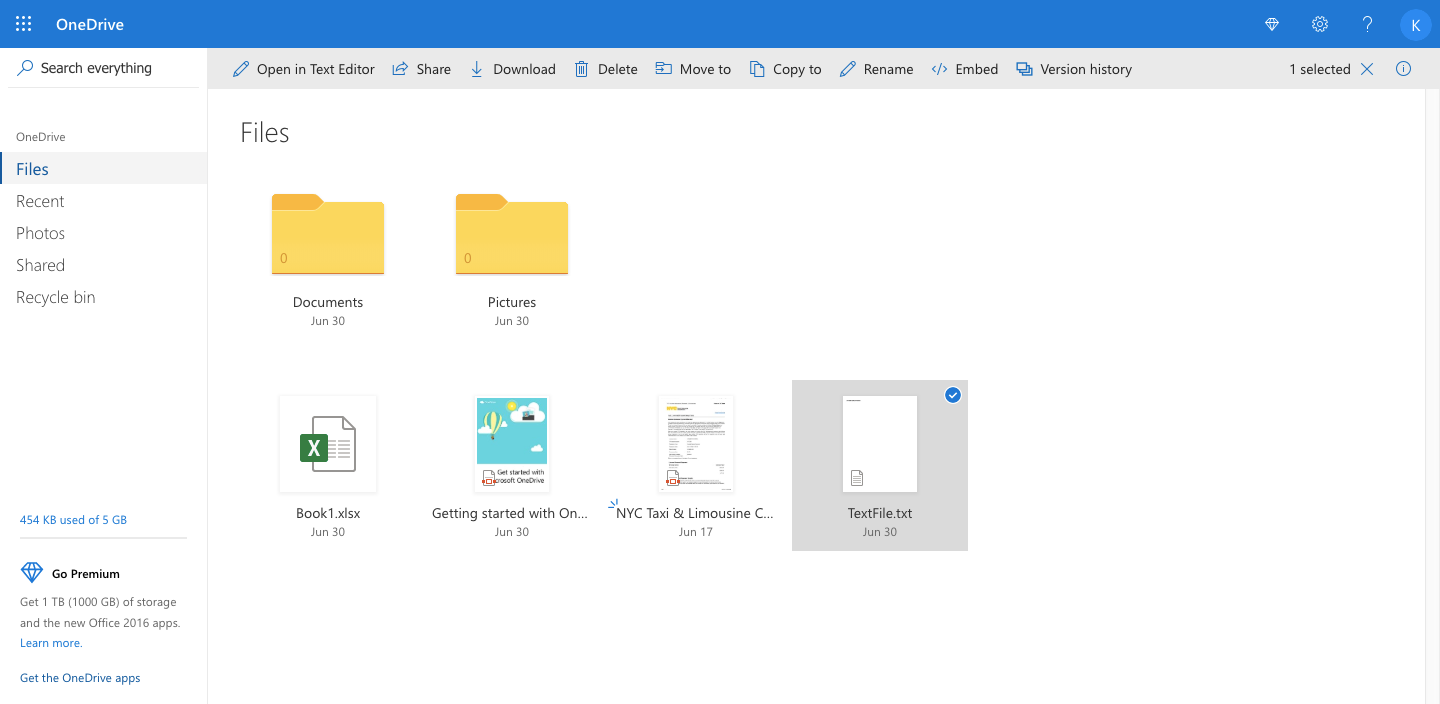 OneDrive
K
Search everything
Open in Text Editor Share Download Delete Move to Copy to Rename Embed Version history 1 selected
OneDrive
Files
Recent
Photos
Shared
Recycle bin
454 KB used of 5 GB
Go Premium
Get 1 TB (1000 GB) of storage
and the new Office 2016 apps.
Learn more.
Get the OneDrive apps
Files
0
Documents
Jun 30
0
Pictures
Jun 30
X
Book1.xlsx
Jun 30
Get started with
crosoft OneDrive
Getting started with On...
Jun 30
NYC Taxi & Limousine C...
Jun 17
TextFile.txt
Jun 30